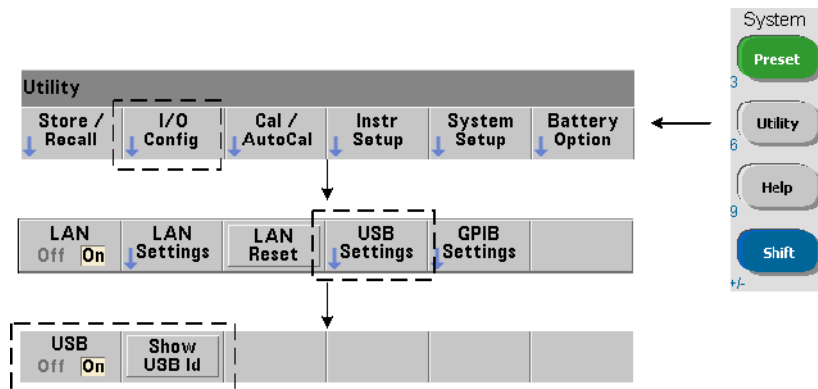 System
Preset
3
Utility
6
Help
9
Shift
+/-
Utility
Store / Recall
I/O Config
Cal / AutoCal
Instr Setup
System Setup
Battery Option
LAN Off On
LAN Settings
LAN Reset
USB Settings
GPIB Settings
USB Off On
Show USB Id